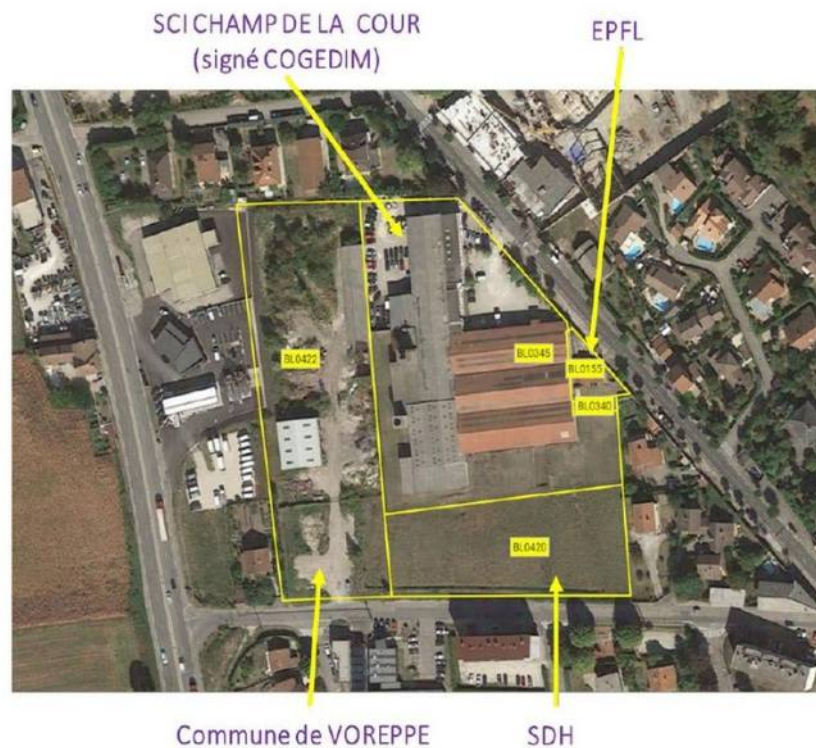 SCI CHAMP DE LA COUR
(signé COGEDIM)
EPFL
BL0422
BL0345
BL0155
BL0340
BL0420
Commune de VOREPPE
SDH